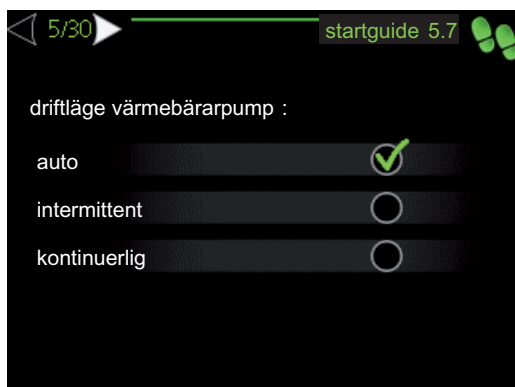 5/30
startguide 5.7
driftläge värmebärarpump :
auto
intermittent
kontinuerlig